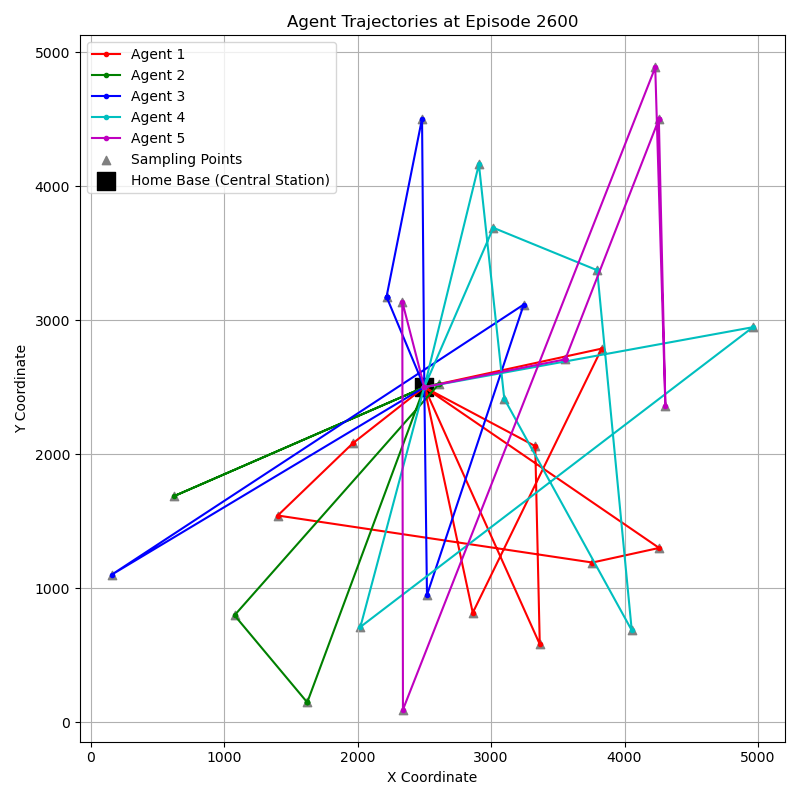 Agent Trajectories at Episode 2600
Agent 1
Agent 2
Agent 3
Agent 4
Agent 5
Sampling Points
Home Base (Central Station)
Y Coordinate
5000
4000
3000
2000
1000
0
0 1000 2000 3000 4000 5000
X Coordinate